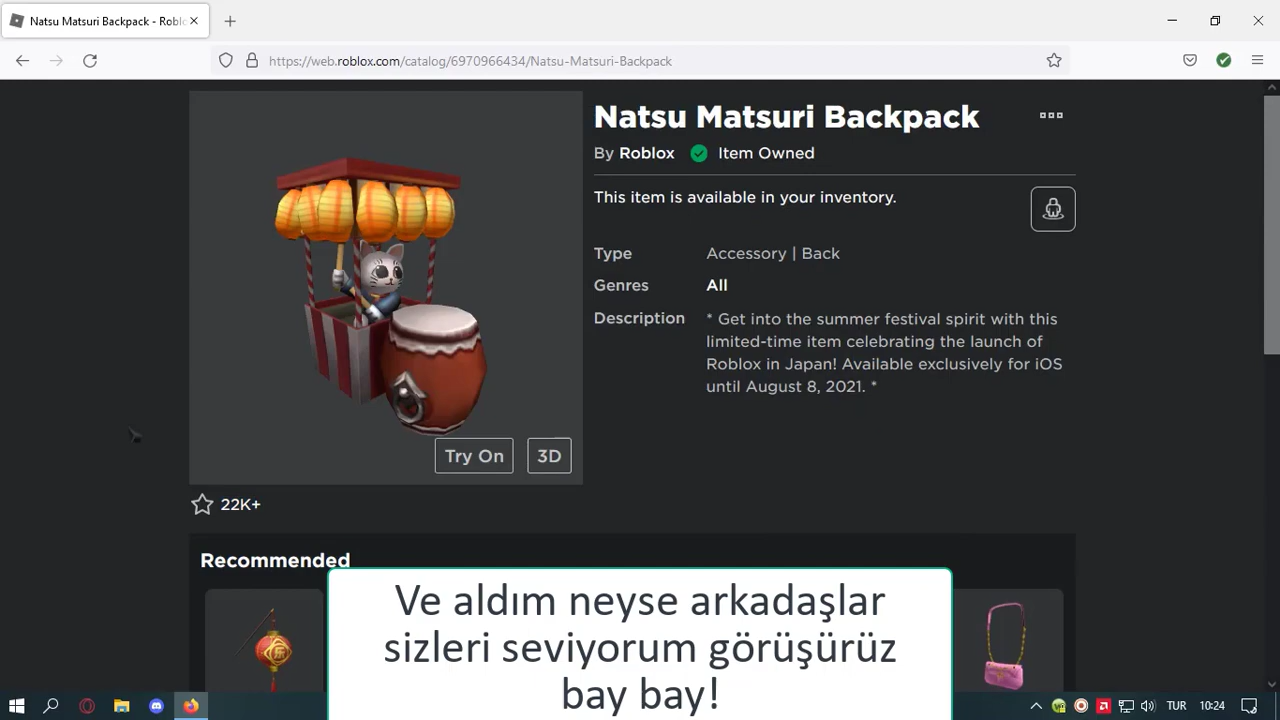 Natsu Matsuri Backpack - Roblo
https://web.roblox.com/catalog/6970966434/Natsu-Matsuri-Backpack
Natsu Matsuri Backpack
By Roblox Item Owned
This item is available in your inventory.
Type Accessory | Back
Genres All
Description * Get into the summer festival spirit with this
limited-time item celebrating the launch of
Roblox in Japan! Available exclusively for iOS
until August 8, 2021. *
Try On 3D
22K+
Recommended
Ve aldım neyse arkadaşlar
sizleri seviyorum görüşürüz
bay bay!
TUR 10:24